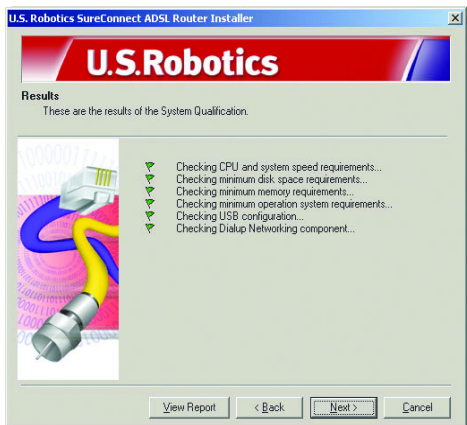 U.S. Robotics SureConnect ADSL Router Installer
U.S.Robotics
Results
These are the results of the System Qualification.
Checking CPU and system speed requirements...
Checking minimum disk space requirements...
Checking minimum memory requirements...
Checking minimum operation system requirements...
Checking USB configuration...
Checking Dialup Networking component...
View Report
< Back
Next >
Cancel